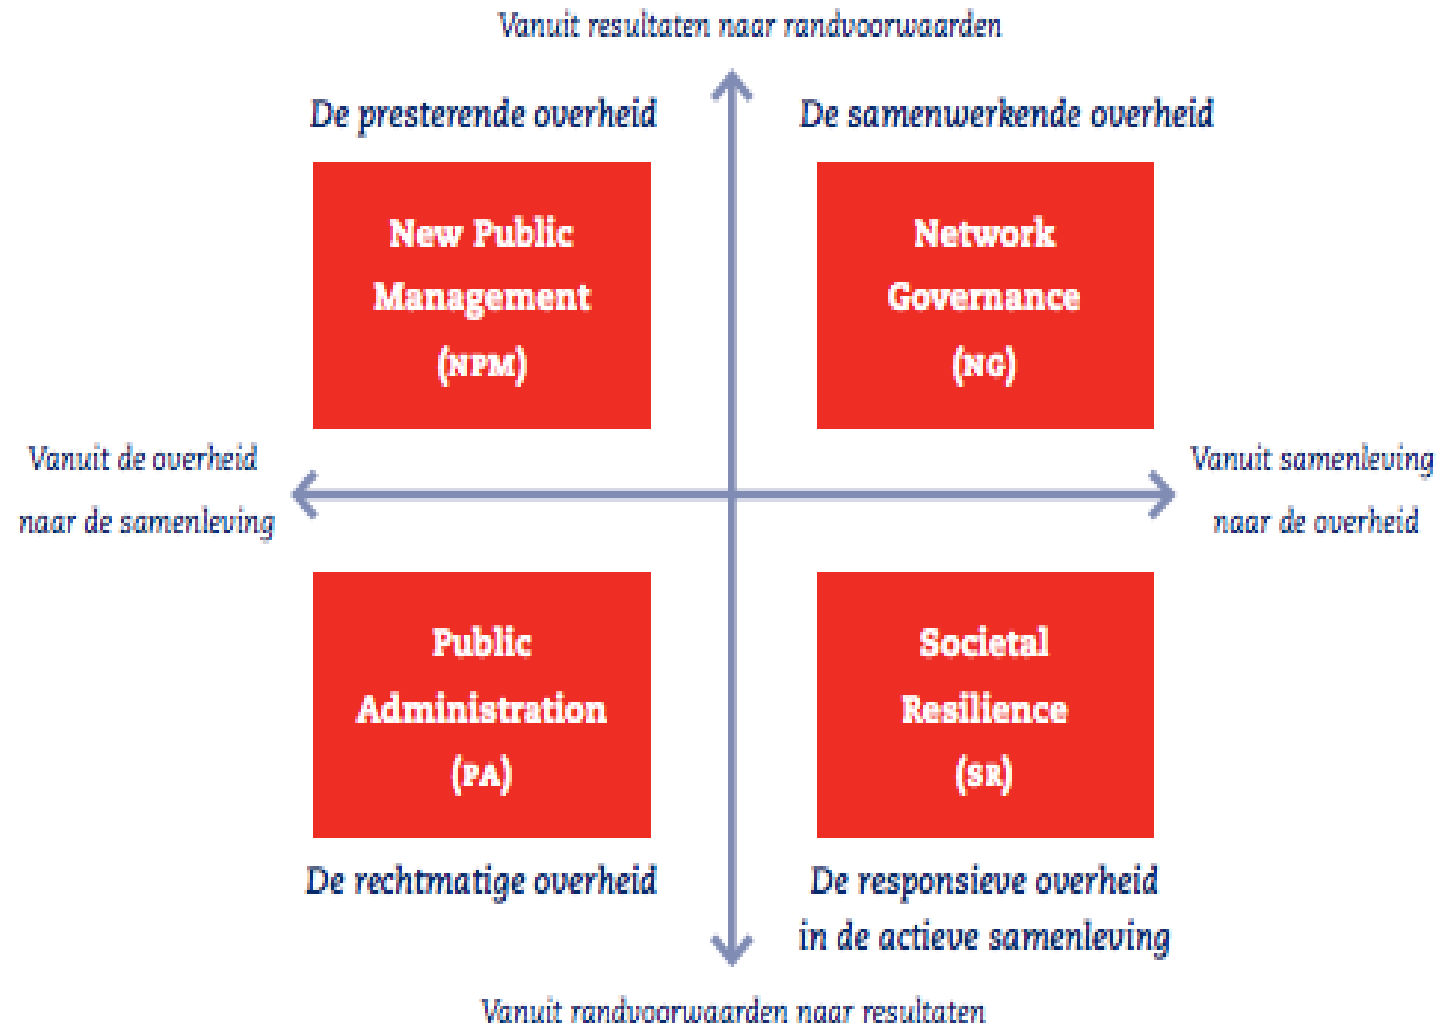 Vanuit resultaten naar randvoorwaarden
De presterende overheid
De samenwerkende overheid
New Public
Management
(NPM)
Network
Governance
(NG)
Vanuit de overheid
naar de samenleving
Vanuit samenleving
naar de overheid
Public
Administration
(PA)
Societal
Resilience
(SR)
De rechtmatige overheid
De responsieve overheid
in de actieve samenleving
Vanuit randvoorwaarden naar resultaten